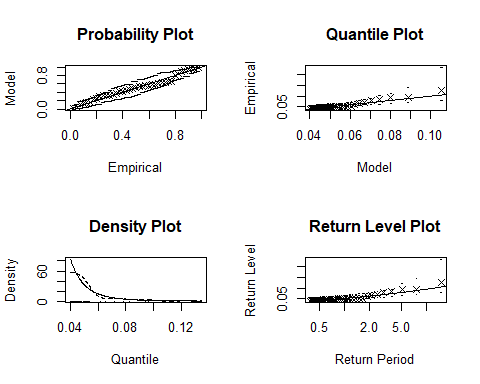 Probability Plot
Model
0.0 0.8
0.0 0.4 0.8
Empirical
Quantile Plot
Empirical
0.05
0.04 0.06 0.08 0.10
Model
Density Plot
Density
0 60
0.04 0.08 0.12
Quantile
Return Level Plot
Return Level
0.05
0.5 2.0 5.0
Return Period